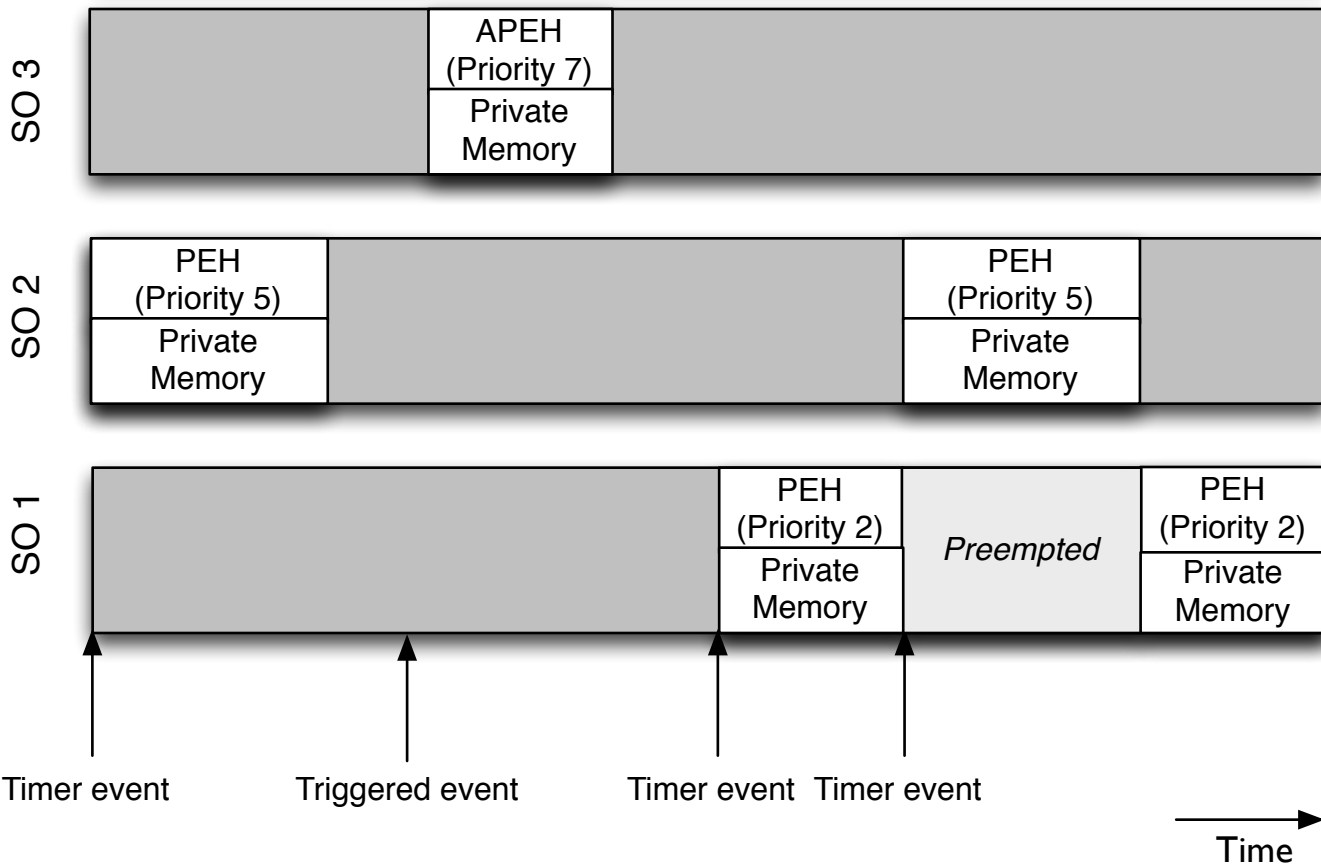 SO 3
APEH
(Priority 7)
Private
Memory
SO 2
PEH
(Priority 5)
Private
Memory
PEH
(Priority 5)
Private
Memory
SO 1
PEH
(Priority 2)
Private
Memory
Preempted
PEH
(Priority 2)
Private
Memory
Timer event
Triggered event
Timer event
Timer event
Time